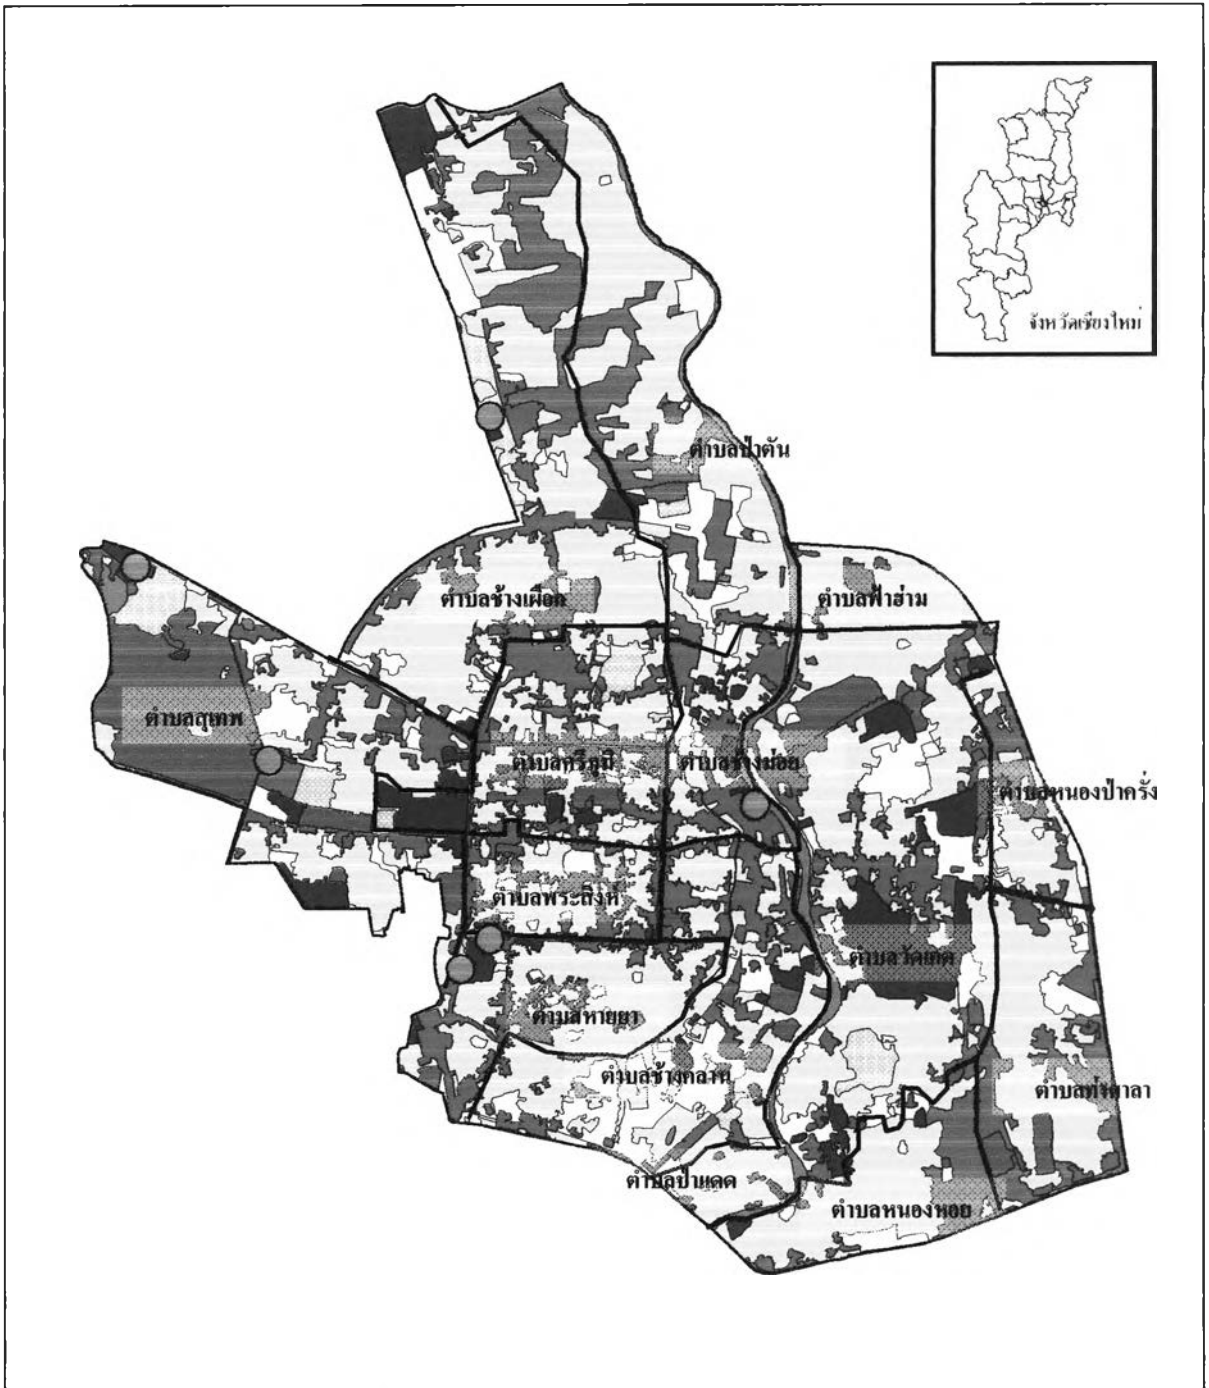 จังหวัดเชียงใหม่
ตำบลป่าตัน
ตำบลช้างเผือก
ตำบลฟ้าฮ่าม
ตำบลสุเทพ
ตำบลศรีภูมิ
ตำบลช้างม่อย
ตำบลหนองป่าครั่ง
ตำบลพระสิงห์
ตำบลวัดเกต
ตำบลหายยา
ตำบลช้างคลาน
ตำบลท่าศาลา
ตำบลป่าแดด
ตำบลหนองหอย